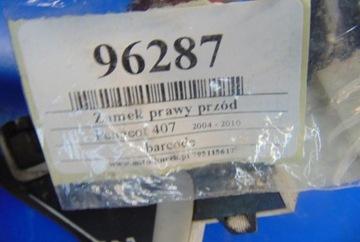 96287
Zamek prawy przód
Peugeot 407 2004 - 2010
barcode